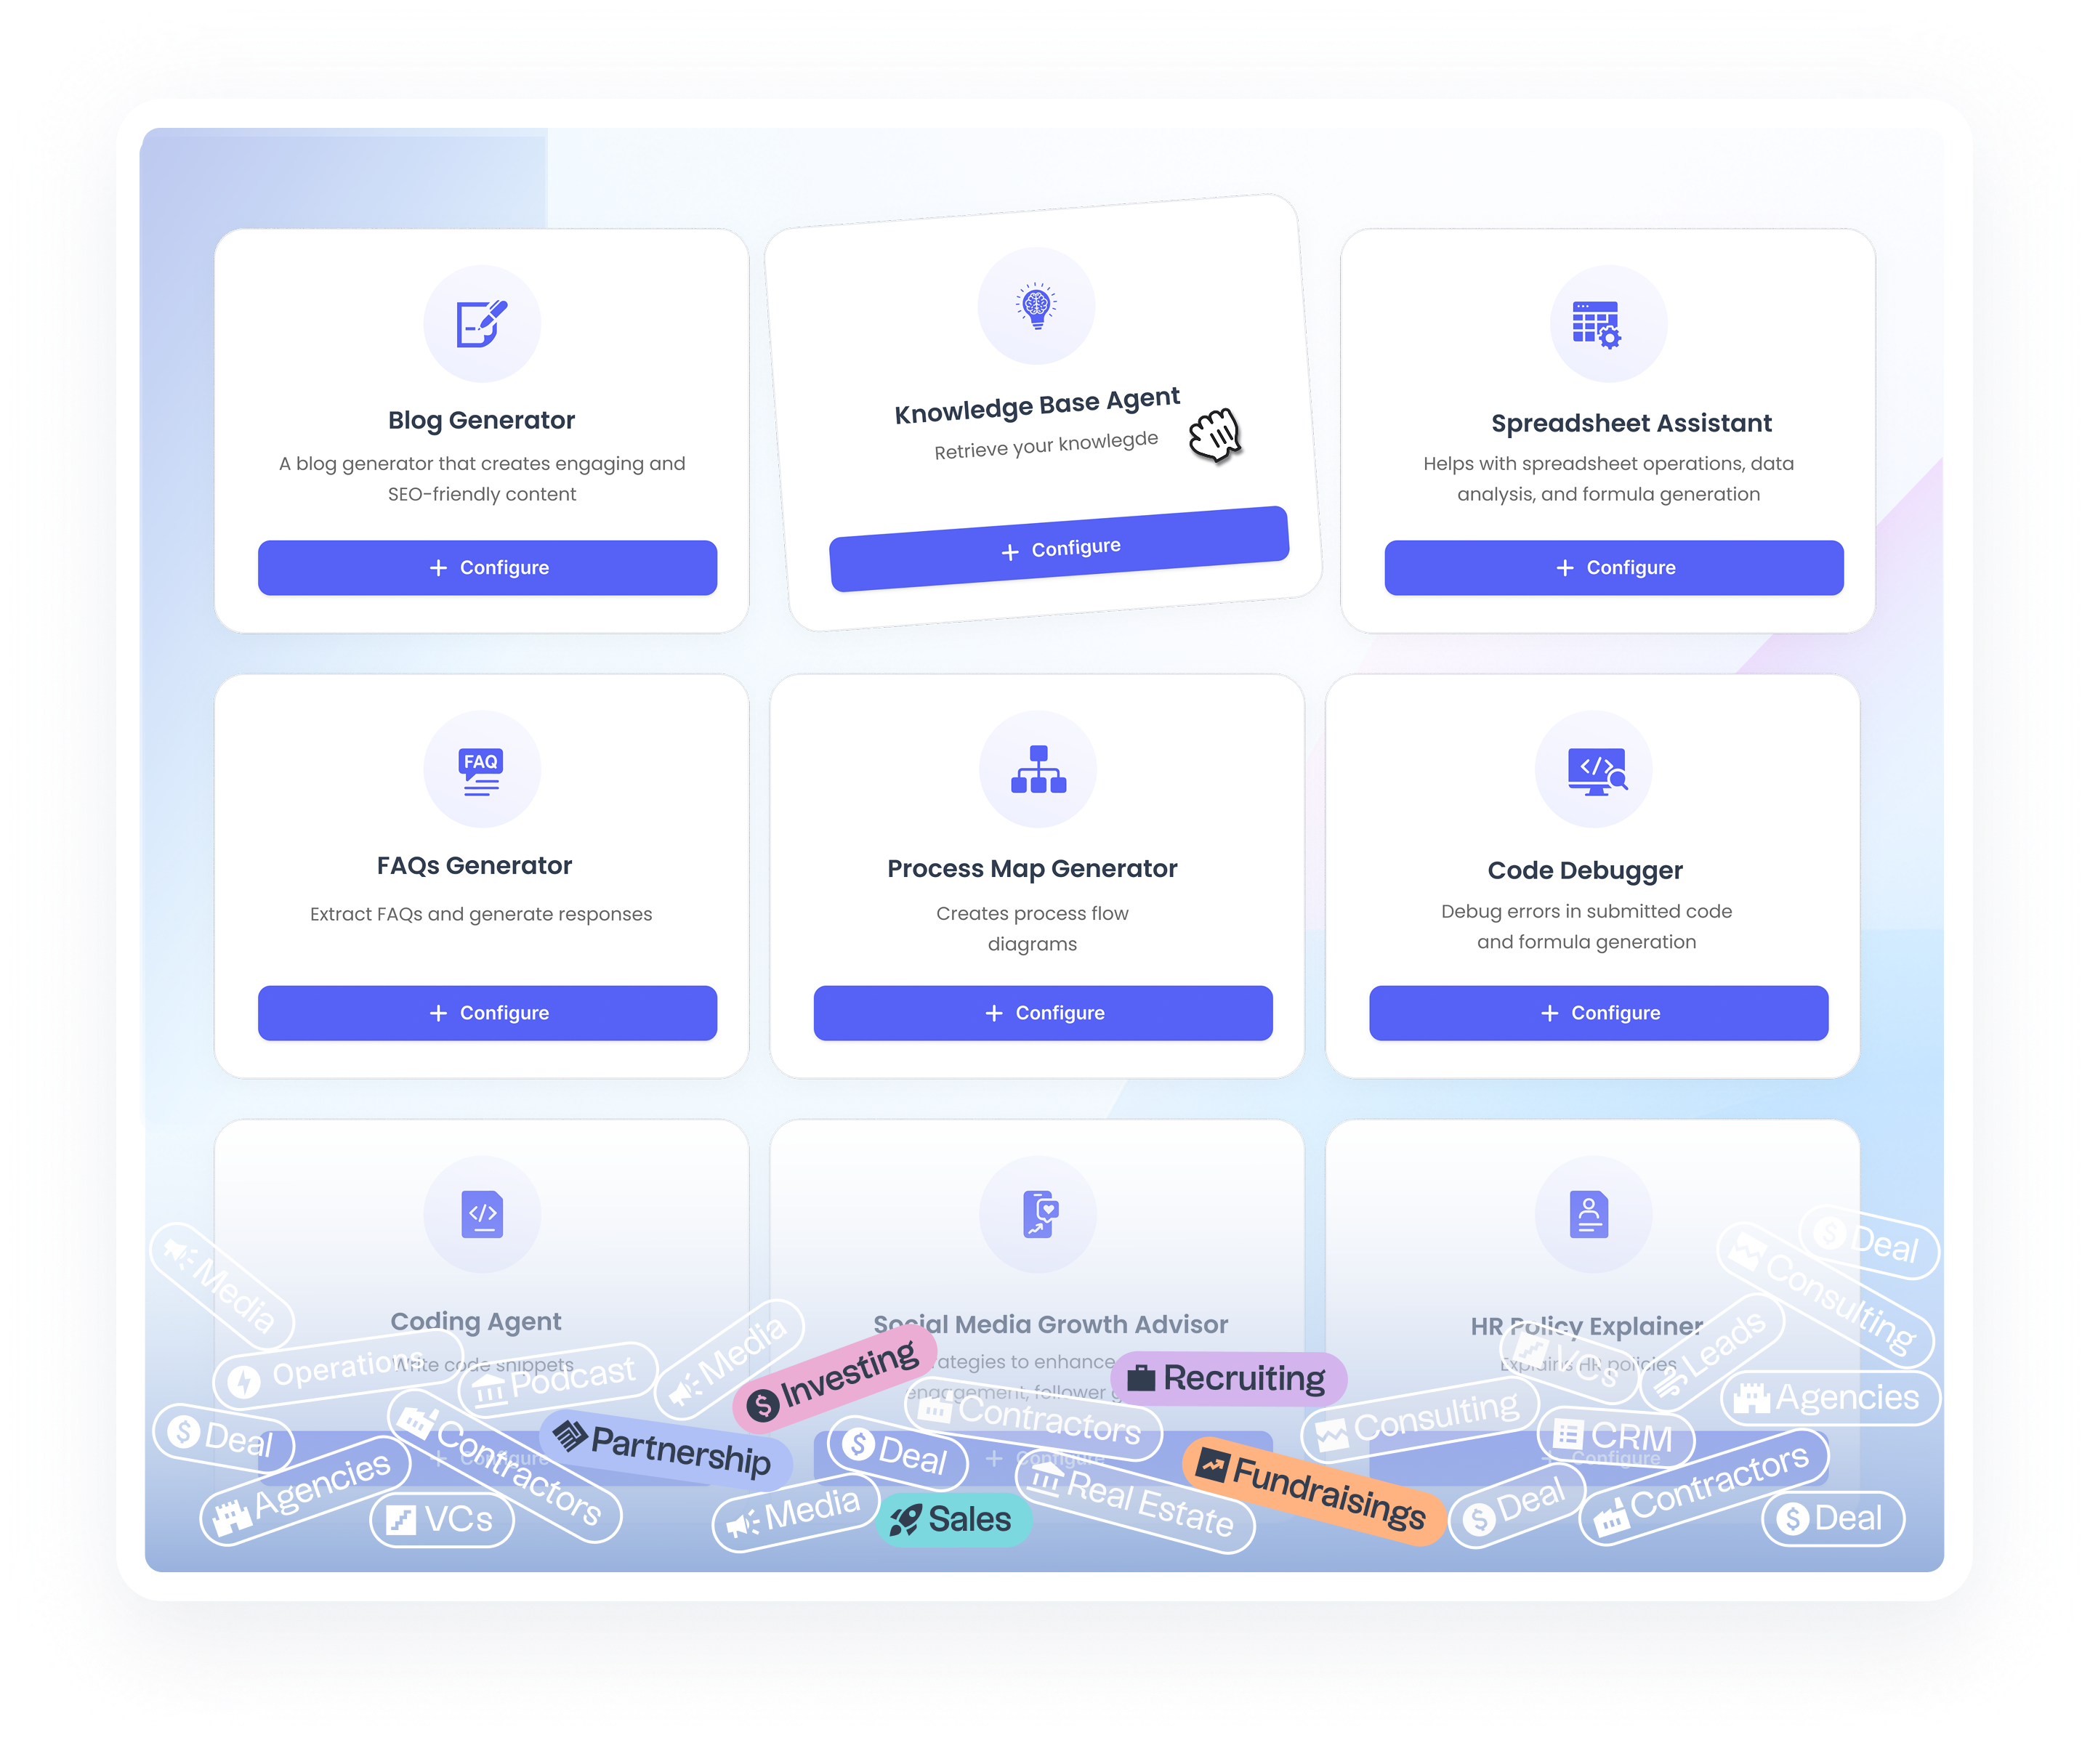 Blog Generator
A blog generator that creates engaging and
SEO-friendly content
Configure
Knowledge Base Agent
Retrieve your knowlegde
Configure
Spreadsheet Assistant
Helps with spreadsheet operations, data
analysis, and formula generation
Configure
FAQ
FAQs Generator
Extract FAQs and generate responses
Configure
Process Map Generator
Creates process flow
diagrams
Configure
Code Debugger
Debug errors in submitted code
and formula generation
Configure
Coding Agent
Write code snippets
Configure
Social Media Growth Advisor
to enhance
engagement, follower
Configure
HR Policy Explainer
Explains HR policies
Configure
Media
Operations
Podcast
Media
Investing
Recruiting
VCs
Leads
Consulting
Deal
Deal
Agencies
Contractors
VCs
Partnership
Media
Deal
Sales
Contractors
Real Estate
Fundraisings
Consulting
CRM
Agencies
Deal
Contractors
Deal